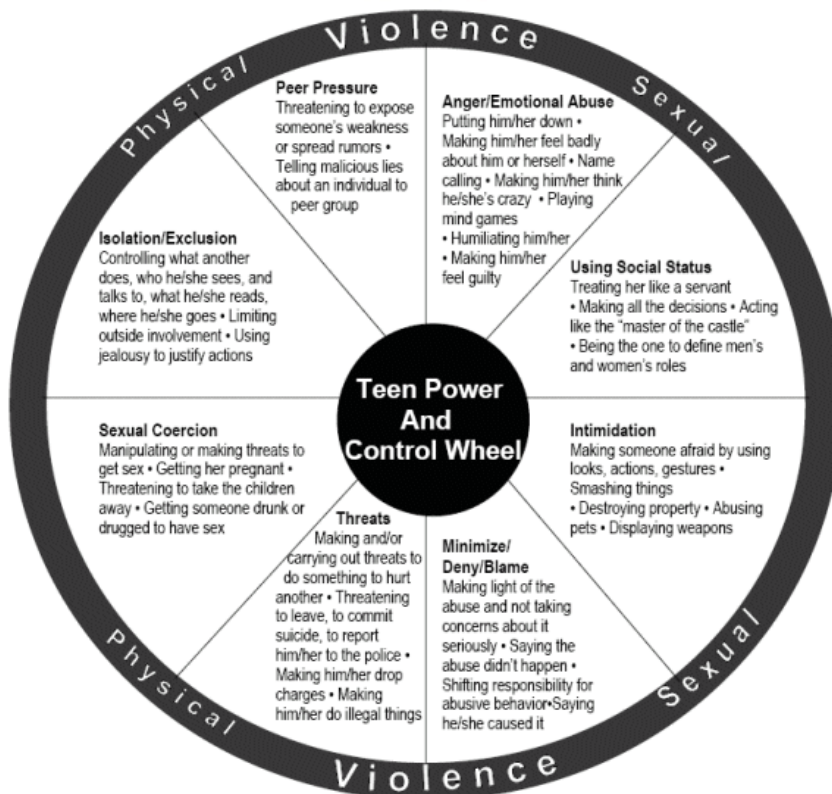 Physical Violence Sexual
Peer Pressure
Threatening to expose
someone's weakness
or spread rumors •
Telling malicious lies
about an individual to
peer group
Anger/Emotional Abuse
Putting him/her down •
Making him/her feel badly
about him or herself • Name
calling • Making him/her think
he/she's crazy • Playing
mind games
• Humiliating him/her
• Making him/her
feel guilty
Isolation/Exclusion
Controlling what another
does, who he/she sees, and
talks to, what he/she reads,
where he/she goes • Limiting
outside involvement • Using
jealousy to justify actions
Using Social Status
Treating her like a servant
• Making all the decisions • Acting
like the "master of the castle"
• Being the one to define men's
and women's roles
Teen Power
And
Control Wheel
Sexual Coercion
Manipulating or making threats to
get sex • Getting her pregnant •
Threatening to take the children
away • Getting someone drunk or
drugged to have sex
Intimidation
Making someone afraid by using
looks, actions, gestures •
Smashing things
• Destroying property • Abusing
pets • Displaying weapons
Threats
Making and/or
carrying out threats to
do something to hurt
another • Threatening
to leave, to commit
suicide, to report
him/her to the police •
Making him/her drop
charges • Making
him/her do illegal things
Minimize/
Deny/Blame
Making light of the
abuse and not taking
concerns about it
seriously • Saying the
abuse didn't happen •
Shifting responsibility for
abusive behavior•Saying
he/she caused it
Physical Violence Sexual